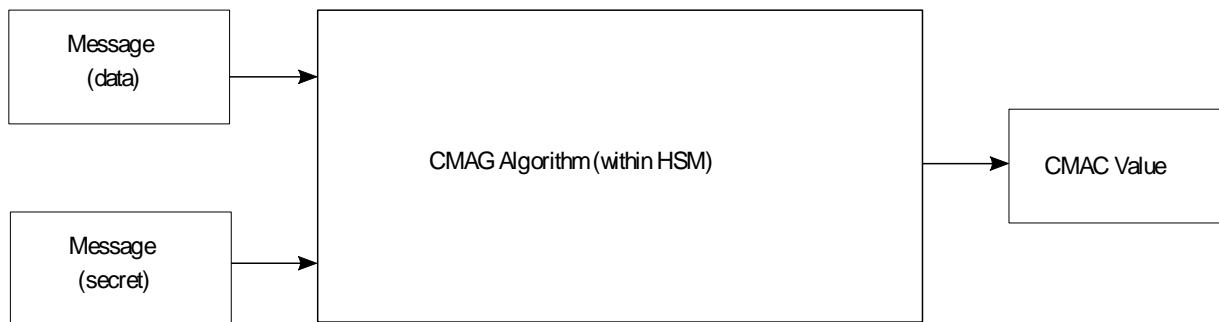 Message
(data)
CMAG Algorithm (within HSM)
CMAC Value
Message
(secret)